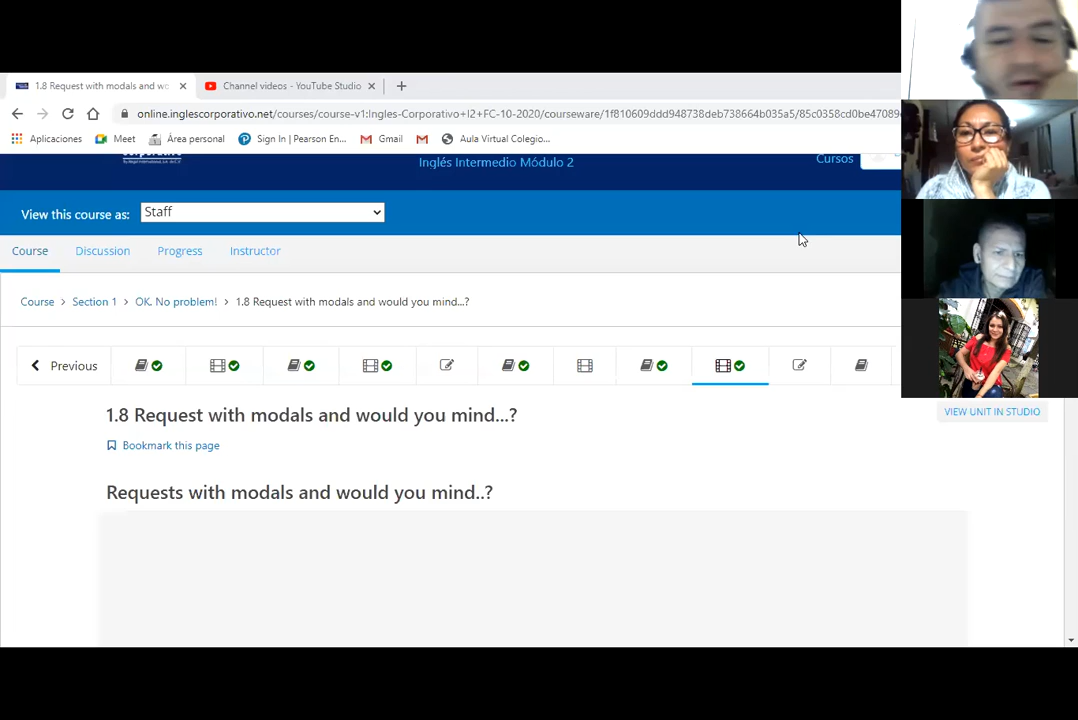 1.8 Request with modals and wo
Channel videos - YouTube Studio
online.inglescorporativo.net/courses/course-v1:Ingles-Corporativo+I2+FC-10-2020/courseware/1f810609ddd948738deb738664b035a5/85c0358cd0be47089
Aplicaciones
Meet
Área personal
Sign In | Pearson En...
Gmail
Aula Virtual Colegio...
Inglés Intermedio Módulo 2
Cursos
View this course as:
Staff
Course
Discussion
Progress
Instructor
Course > Section 1 > OK. No problem! > 1.8 Request with modals and would you mind...?
Previous
1.8 Request with modals and would you mind...?
VIEW UNIT IN STUDIO
Bookmark this page
Requests with modals and would you mind..?